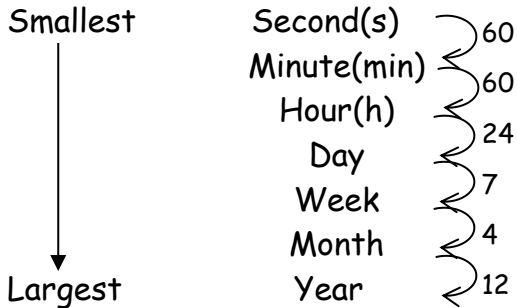 Smallest Second(s)
60
Minute(min)
60
Hour(h)
24
Day
7
Week
4
Month
12
Largest Year